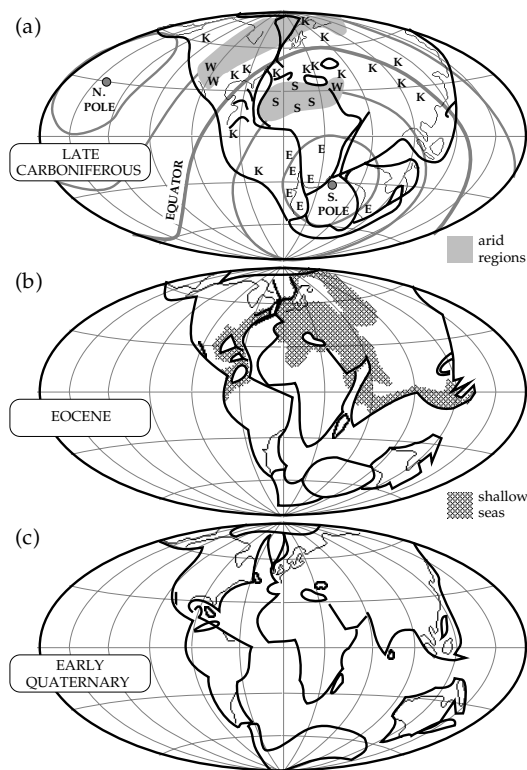 (a)
K
K
K
K
W
K
K
W
K
K
K
K
K
K
S
W
K
K
S
S
S
K
N.
POLE
K
LATE
CARBONIFEROUS
EQUATOR
E
E
K
E
E
E
E
E
S.
POLE
E
arid
regions
(b)
EOCENE
shallow
seas
(c)
EARLY
QUATERNARY